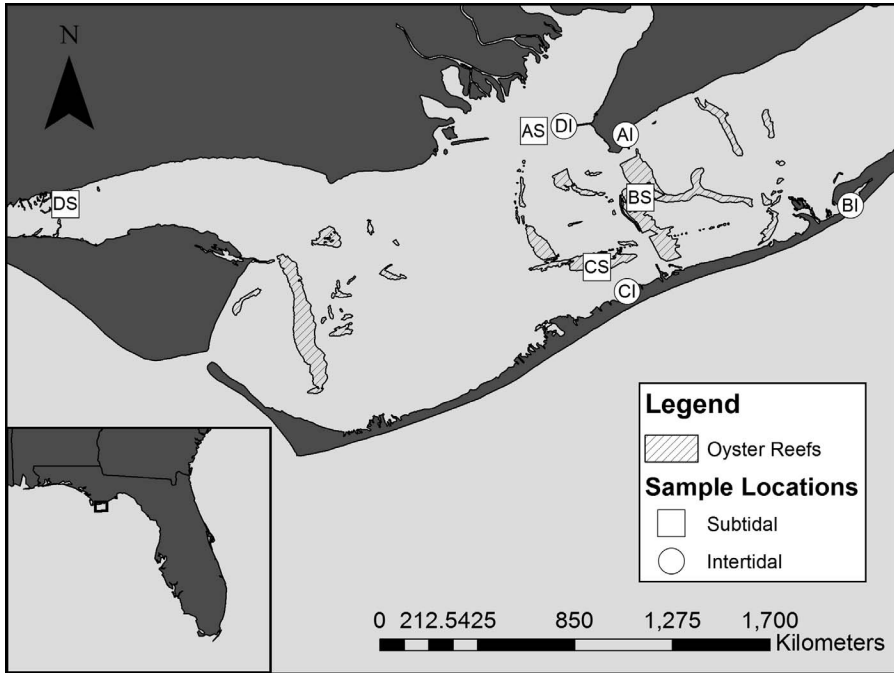 N
AS
DI
AI
DS
BS
BI
CS
CI
Legend
Oyster Reefs
Sample Locations
Subtidal
Intertidal
0 212.5425 850 1,275 1,700
Kilometers